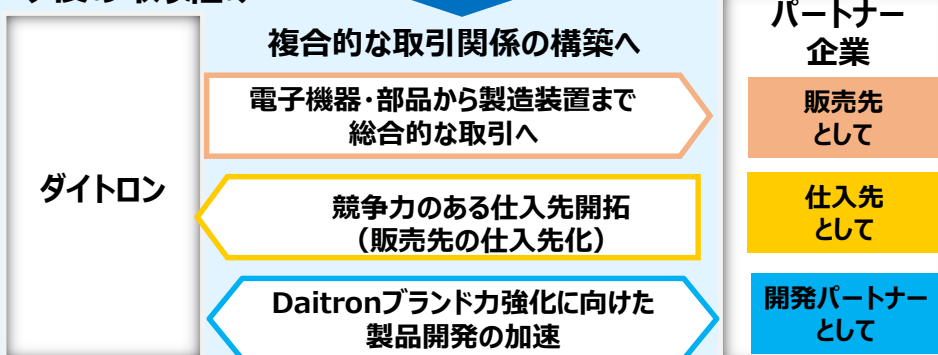 パートナー
企業
複合的な取引関係の構築へ
電子機器・部品から製造装置まで
総合的な取引へ
販売先
として
ダイトロン
競争力のある仕入先開拓
（販売先の仕入先化）
仕入先
として
Daitronブランド力強化に向けた
製品開発の加速
開発パートナー
として